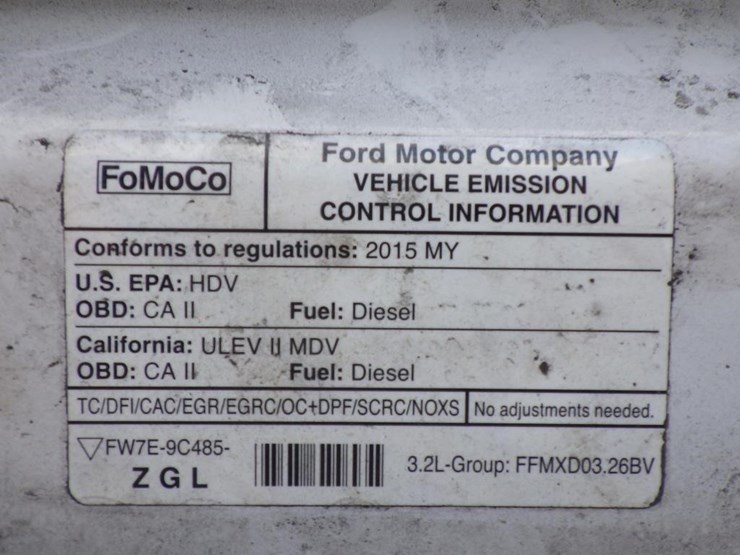 FoMoCo
Ford Motor Company
VEHICLE EMISSION
CONTROL INFORMATION
Conforms to regulations: 2015 MY
U.S. EPA: HDV
OBD: CA II Fuel: Diesel
California: ULEV II MDV
OBD: CA II Fuel: Diesel
TC/DFI/CAC/EGR/EGRC/OC+DPF/SCRC/NOXS No adjustments needed.
▽FW7E-9C485-
ZGL
3.2L-Group: FFMXD03.26BV